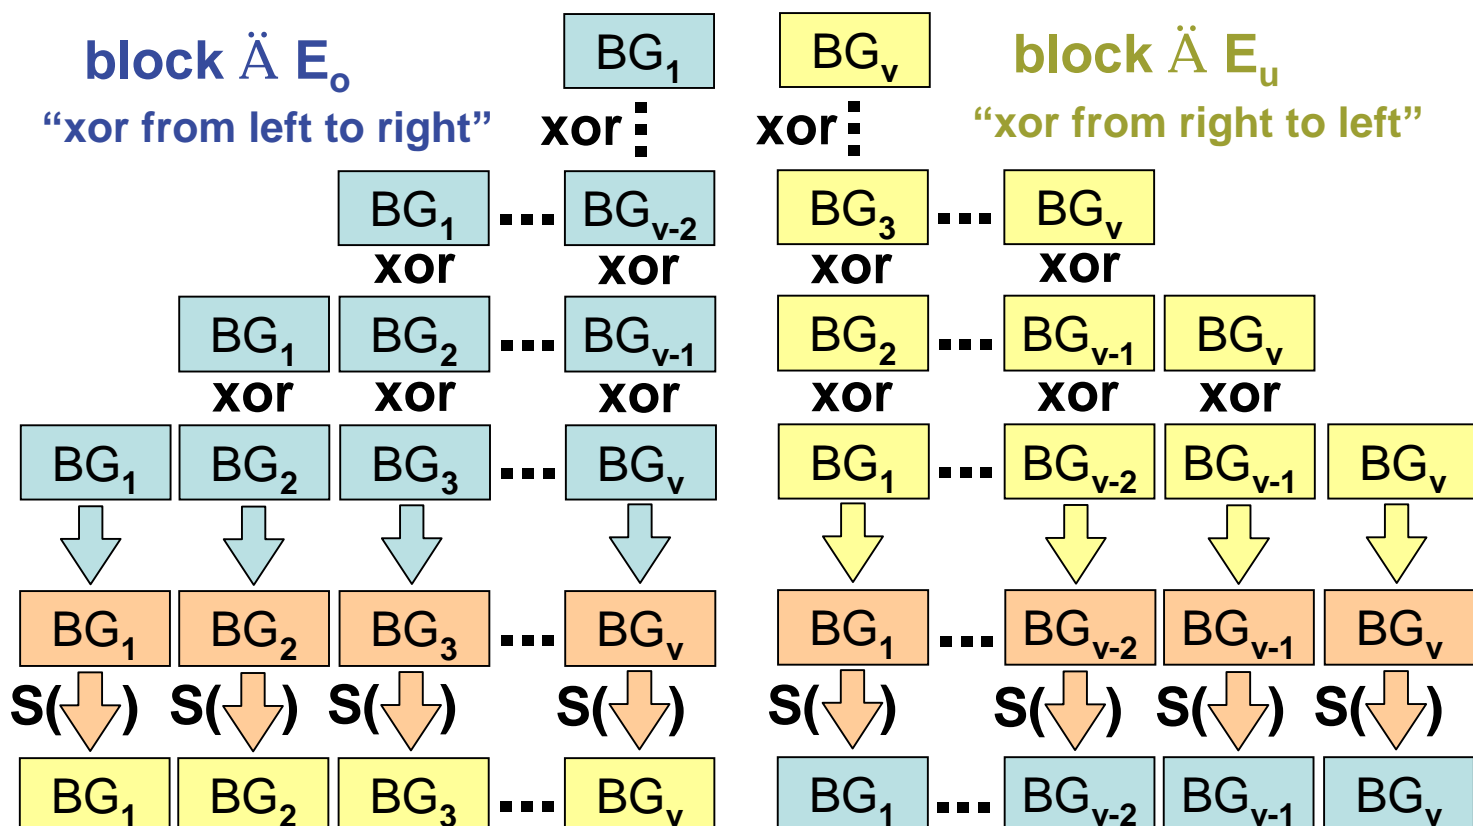 block Ä Eₒ
“xor from left to right”
BG₁ BGᵥ
block Ä Eᵤ
“xor from right to left”
xor xor
BG₁ BGᵥ₋₂ BG₃ BGᵥ
xor xor xor xor
BG₁ BG₂ BGᵥ₋₁ BG₂ BGᵥ₋₁ BGᵥ
xor xor xor xor xor xor
BG₁ BG₂ BG₃ BGᵥ BG₁ BGᵥ₋₂ BGᵥ₋₁ BGᵥ
BG₁ BG₂ BG₃ BGᵥ BG₁ BGᵥ₋₂ BGᵥ₋₁ BGᵥ
S( ) S( ) S( ) S( ) S( ) S( ) S( ) S( )
BG₁ BG₂ BG₃ BGᵥ BG₁ BGᵥ₋₂ BGᵥ₋₁ BGᵥ